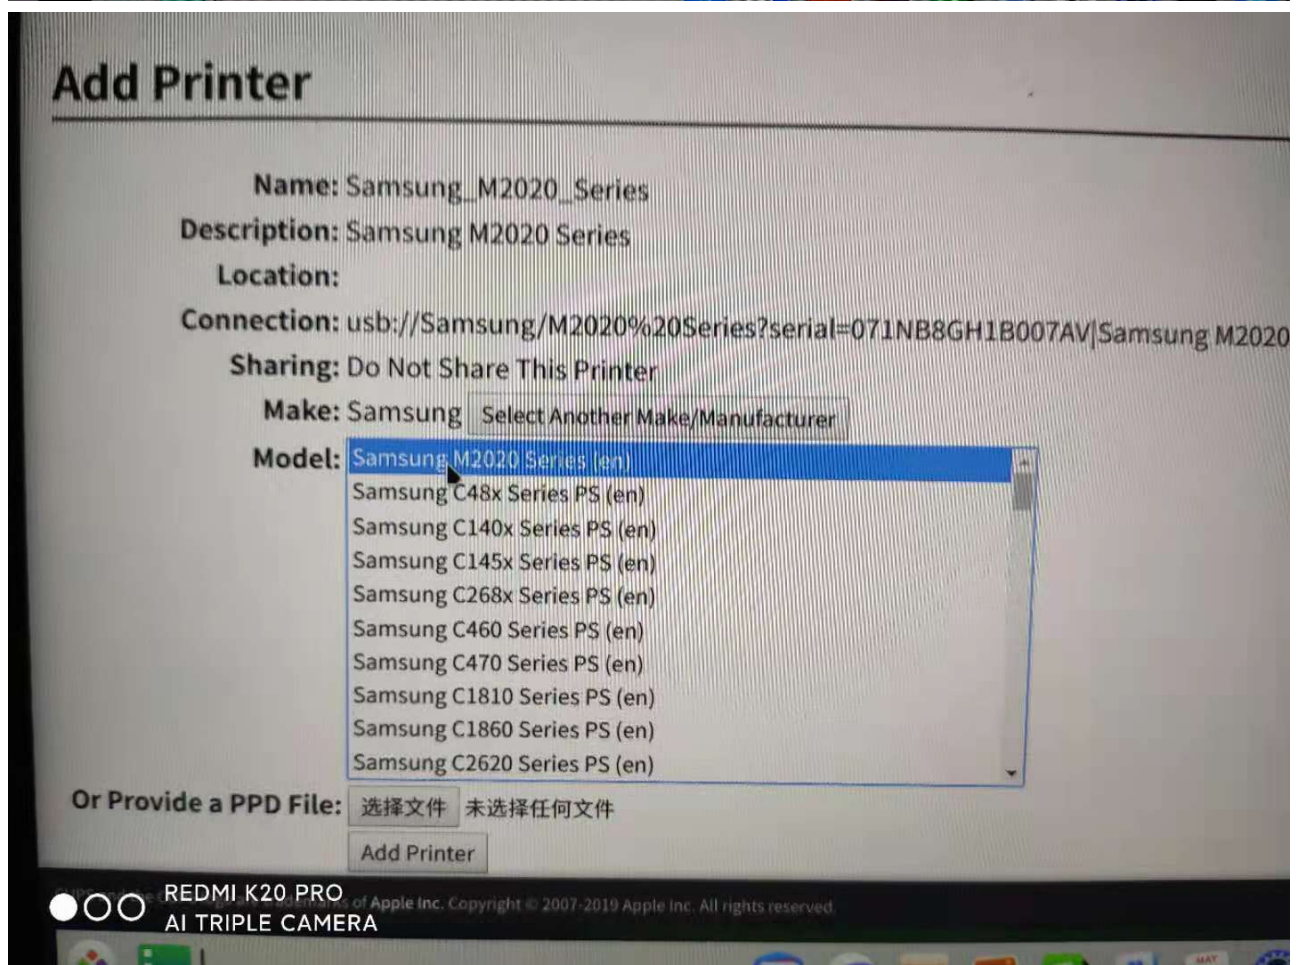 Add Printer
Name: Samsung_M2020_Series
Description: Samsung M2020 Series
Location:
Connection: usb://Samsung/M2020%20Series?serial=071NB8GH1B007AV|Samsung M2020
Sharing: Do Not Share This Printer
Make: Samsung Select Another Make/Manufacturer
Model: Samsung M2020 Series (en)
Samsung C48x Series PS (en)
Samsung C140x Series PS (en)
Samsung C145x Series PS (en)
Samsung C268x Series PS (en)
Samsung C460 Series PS (en)
Samsung C470 Series PS (en)
Samsung C1810 Series PS (en)
Samsung C1860 Series PS (en)
Samsung C2620 Series PS (en)
Or Provide a PPD File: 选择文件 未选择任何文件
Add Printer
of Apple Inc. Copyright © 2007-2019 Apple Inc. All rights reserved.
REDMI K20 PRO
AI TRIPLE CAMERA
MAY